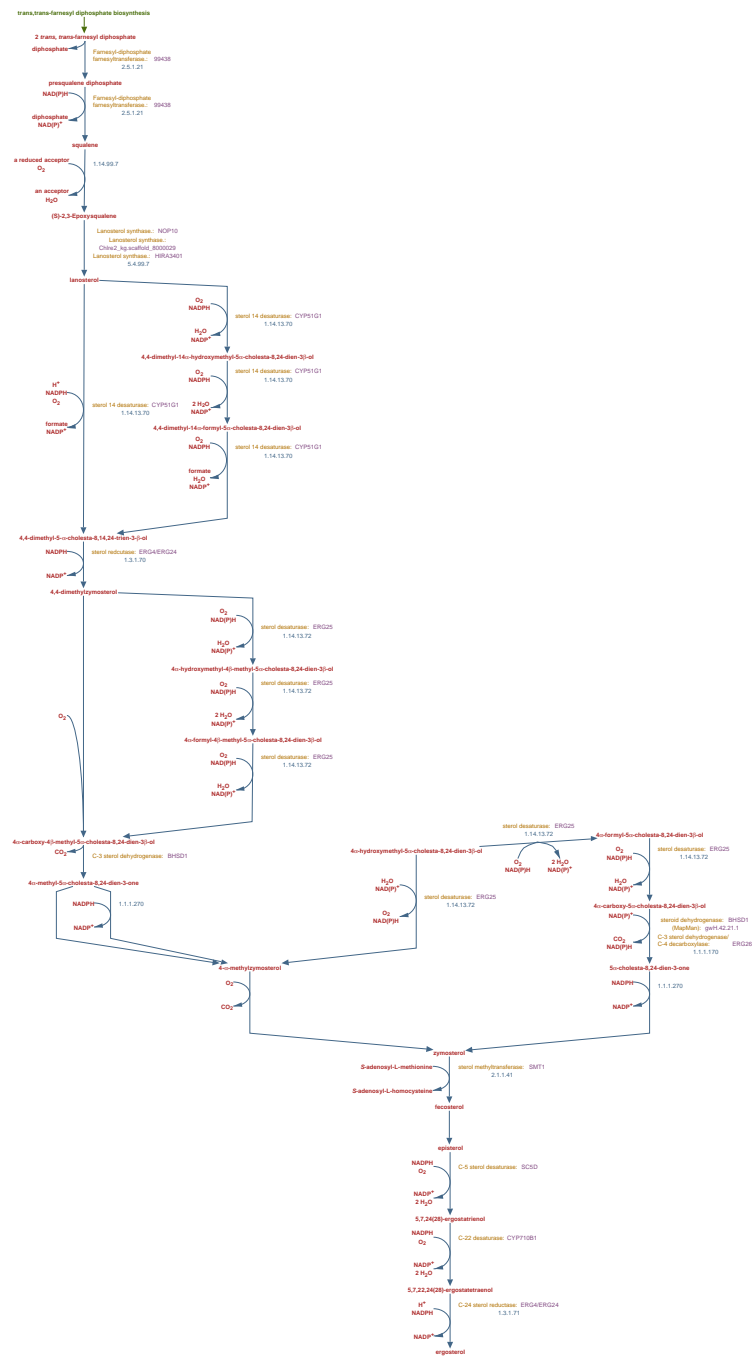 trans,trans-farnesyl diphosphate biosynthesis
2 trans, trans-farnesyl diphosphate
diphosphate
Farnesyl-diphosphate
farnesyltransferase.: 99438
2.5.1.21
presqualene diphosphate
NAD(P)H
Farnesyl-diphosphate
farnesyltransferase.: 99438
2.5.1.21
diphosphate
NAD(P)+
squalene
a reduced acceptor
O2
1.14.99.7
an acceptor
H2O
(S)-2,3-Epoxysqualene
Lanosterol synthase.: NOP10
Lanosterol synthase.:
Chlre2_kg.scaffold_8000029
Lanosterol synthase.: HIRA3401
5.4.99.7
lanosterol
O2
NADPH
sterol 14 desaturase: CYP51G1
1.14.13.70
H2O
NADP+
4,4-dimethyl-14α-hydroxymethyl-5α-cholesta-8,24-dien-3β-ol
O2
NADPH
sterol 14 desaturase: CYP51G1
1.14.13.70
2 H2O
NADP+
H+
NADPH
O2
sterol 14 desaturase: CYP51G1
1.14.13.70
formate
NADP+
4,4-dimethyl-14α-formyl-5α-cholesta-8,24-dien-3β-ol
O2
NADPH
sterol 14 desaturase: CYP51G1
1.14.13.70
formate
H2O
NADP+
4,4-dimethyl-5-α-cholesta-8,14,24-trien-3-β-ol
NADPH
sterol redcutase: ERG4/ERG24
1.3.1.70
NADP+
4,4-dimethylzymosterol
O2
NAD(P)H
sterol desaturase: ERG25
1.14.13.72
H2O
NAD(P)+
4α-hydroxymethyl-4β-methyl-5α-cholesta-8,24-dien-3β-ol
O2
NAD(P)H
sterol desaturase: ERG25
1.14.13.72
2 H2O
NAD(P)+
O2
4α-formyl-4β-methyl-5α-cholesta-8,24-dien-3β-ol
O2
NAD(P)H
sterol desaturase: ERG25
1.14.13.72
H2O
NAD(P)+
4α-carboxy-4β-methyl-5α-cholesta-8,24-dien-3β-ol
CO2
C-3 sterol dehydrogenase: BHSD1
4α-methyl-5α-cholesta-8,24-dien-3-one
NADPH
1.1.1.270
NADP+
4α-hydroxymethyl-5α-cholesta-8,24-dien-3β-ol
sterol desaturase: ERG25
1.14.13.72
O2
NAD(P)H
2 H2O
NAD(P)+
4α-formyl-5α-cholesta-8,24-dien-3β-ol
H2O
NAD(P)+
sterol desaturase: ERG25
1.14.13.72
O2
NAD(P)H
O2
NAD(P)H
sterol desaturase: ERG25
1.14.13.72
H2O
NAD(P)+
4α-carboxy-5α-cholesta-8,24-dien-3β-ol
NAD(P)+
steroid dehydrogenase: BHSD1
(MapMan): gwH.42.21.1
C-3 sterol dehydrogenase/
C-4 decarboxylase: ERG26
1.1.1.170
CO2
NAD(P)H
4-α-methylzymosterol
O2
CO2
5α-cholesta-8,24-dien-3-one
NADPH
1.1.1.270
NADP+
zymosterol
S-adenosyl-L-methionine
sterol methyltransferase: SMT1
2.1.1.41
S-adenosyl-L-homocysteine
fecosterol
episterol
NADPH
O2
C-5 sterol desaturase: SC5D
NADP+
2 H2O
5,7,24(28)-ergostatrienol
NADPH
O2
C-22 desaturase: CYP710B1
NADP+
2 H2O
5,7,22,24(28)-ergostatetraenol
H+
NADPH
C-24 sterol reductase: ERG4/ERG24
1.3.1.71
NADP+
ergosterol